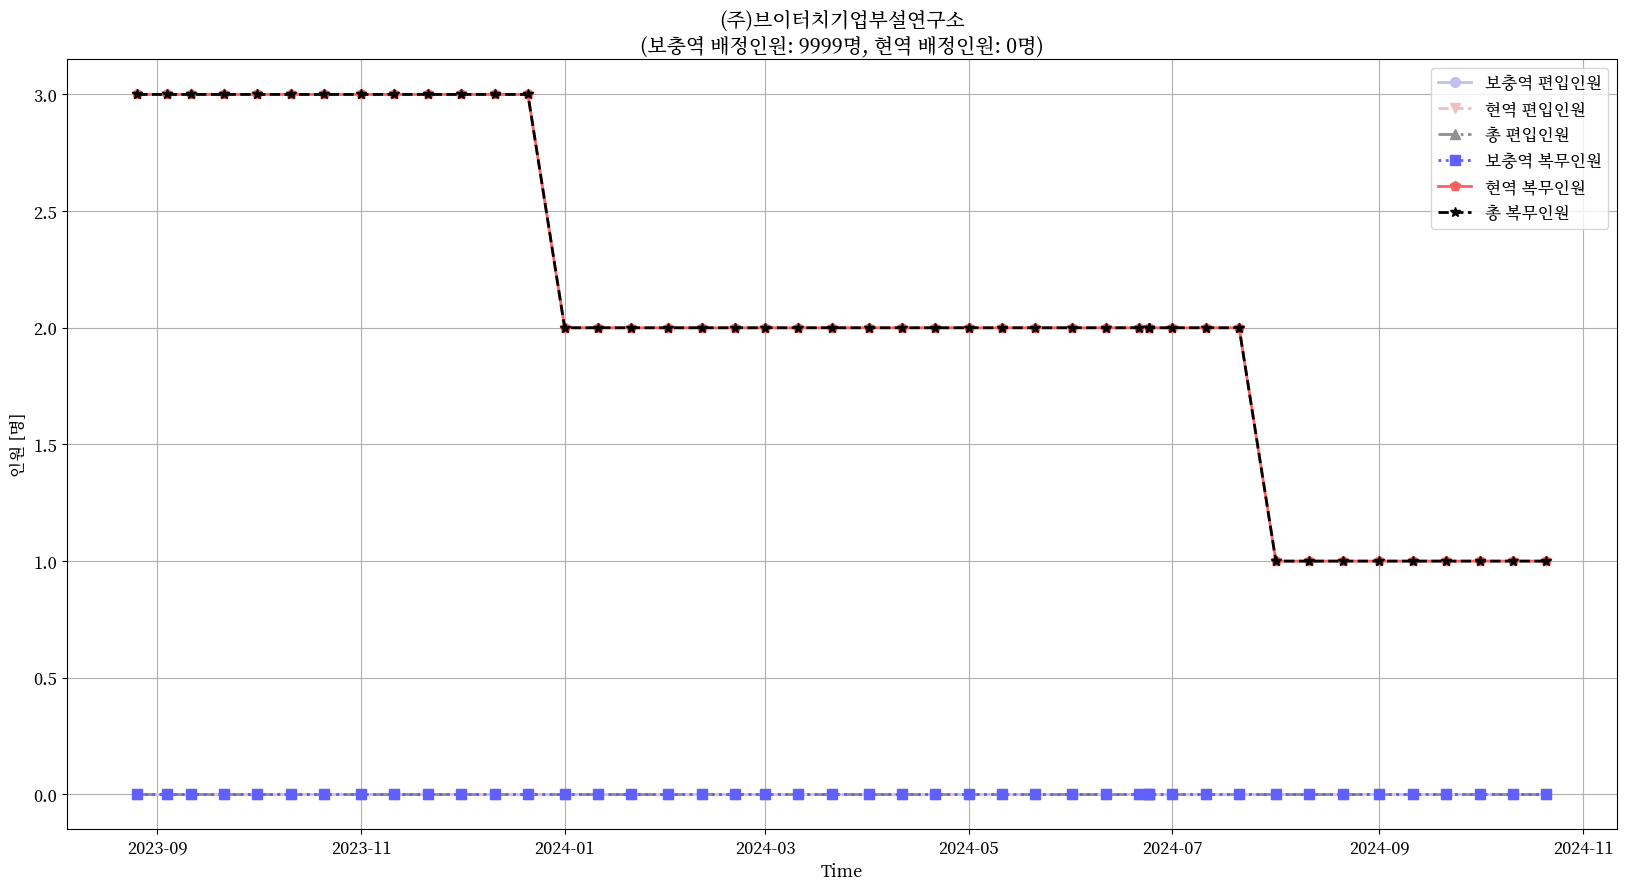 (주)브이터치기업부설연구소
(보충역 배정인원: 9999명, 현역 배정인원: 0명)
보충역 편입인원
현역 편입인원
총 편입인원
보충역 복무인원
현역 복무인원
총 복무인원
인원 [명]
3.0
2.5
2.0
1.5
1.0
0.5
0.0
2023-09 2023-11 2024-01 2024-03 2024-05 2024-07 2024-09 2024-11
Time